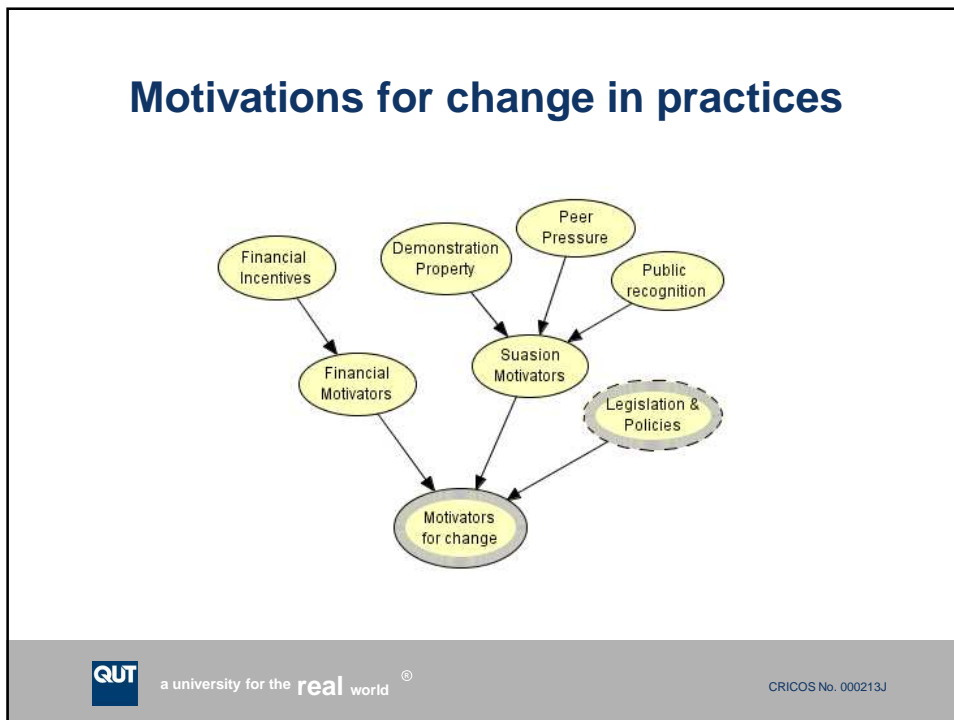 Motivations for change in practices
Peer
Pressure
Demonstration
Property
Financial
Incentives
Public
recognition
Suasion
Motivators
Financial
Motivators
Legislation &
Policies
Motivators
for change
QUT
a university for the real world ®
CRICOS No. 000213J